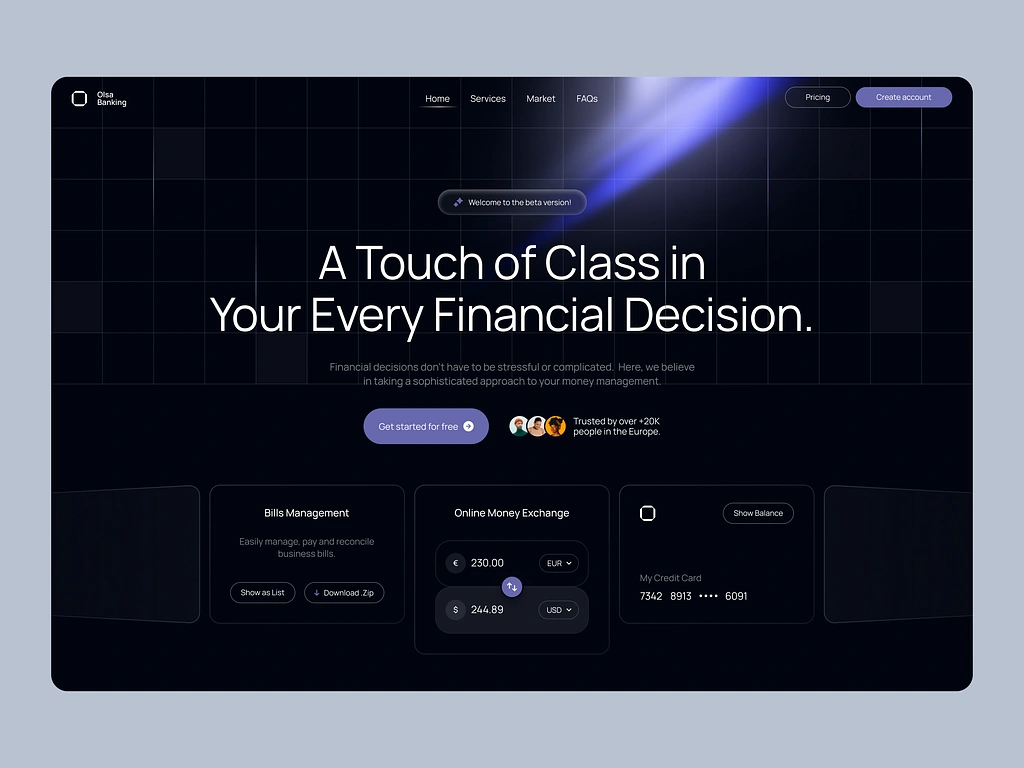 Olsa
Banking
Home
Services
Market
FAQs
Pricing
Create account
Welcome to the beta version!
A Touch of Class in
Your Every Financial Decision.
Financial decisions don't have to be stressful or complicated. Here, we believe
in taking a sophisticated approach to your money management.
Get started for free
Trusted by over +20K
people in the Europe.
Bills Management
Easily manage, pay and reconcile
business bills.
Show as List
Download .Zip
Online Money Exchange
€ 230.00 EUR
$ 244.89 USD
Show Balance
My Credit Card
7342 8913 •••• 6091